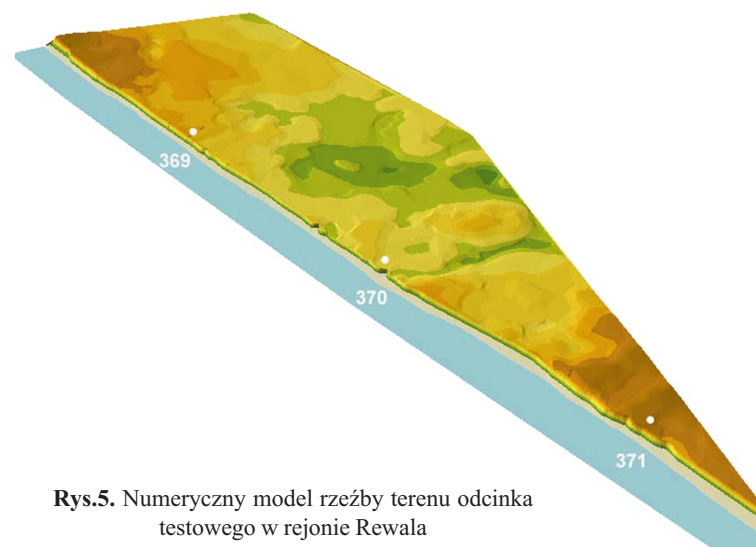 369
370
371
Rys.5. Numeryczny model rzeźby terenu odcinka
testowego w rejonie Rewala